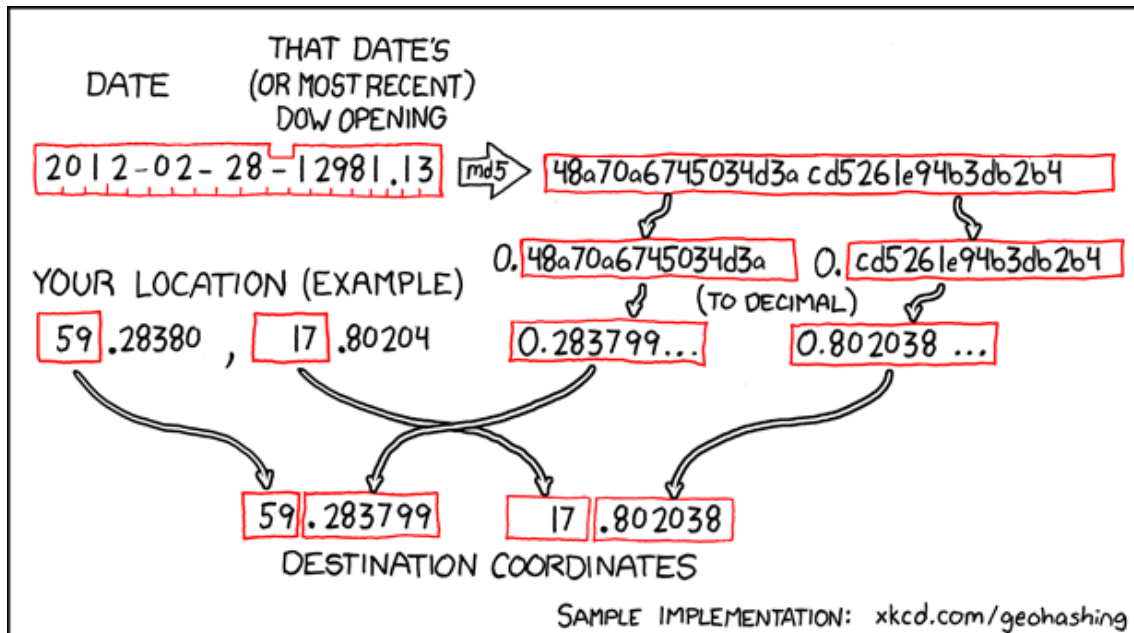 DATE
THAT DATE'S
(OR MOST RECENT)
DOW OPENING
2012-02-28-12981.13
md5
48a70a6745034d3acd5261e94b3db2b4
0.48a70a6745034d3a
0.cd5261e94b3db2b4
YOUR LOCATION (EXAMPLE)
(TO DECIMAL)
59.28380, 17.80204
0.283799...
0.802038...
59.283799
17.802038
DESTINATION COORDINATES
SAMPLE IMPLEMENTATION: xkcd.com/geohashing